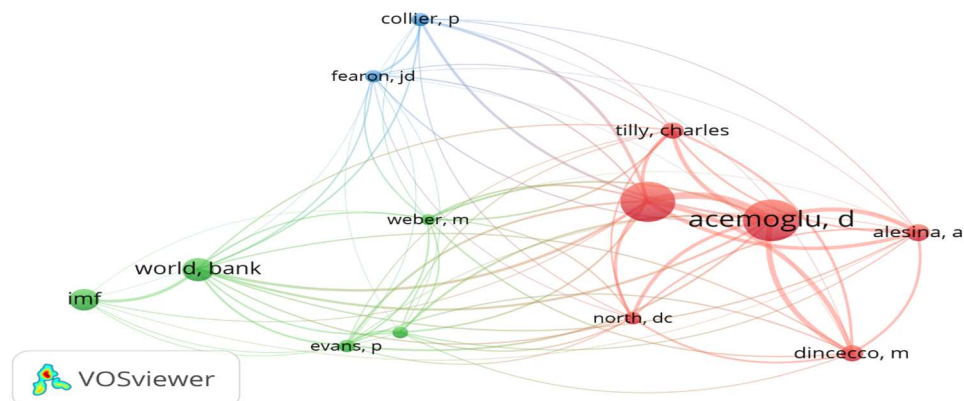 collier, p
fearon, jd
tilly, charles
weber, m
acemoglu, d
alesina, a
world, bank
imf
north, dc
evans, p
dincecco, m
VOSviewer